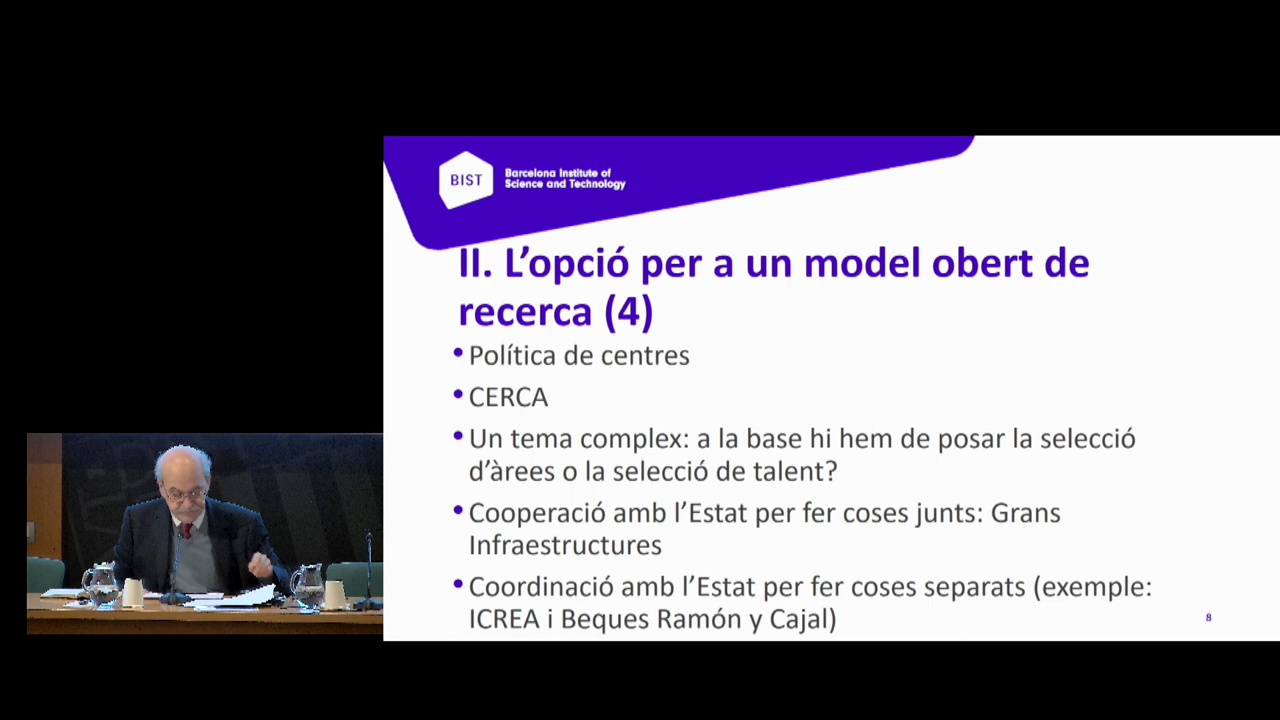 BIST
Barcelona Institute of
Science and Technology
II. L’opció per a un model obert de
recerca (4)
• Política de centres
• CERCA
• Un tema complex: a la base hi hem de posar la selecció
d’àrees o la selecció de talent?
• Cooperació amb l’Estat per fer coses junts: Grans
Infraestructures
• Coordinació amb l’Estat per fer coses separats (exemple:
ICREA i Beques Ramón y Cajal)
8